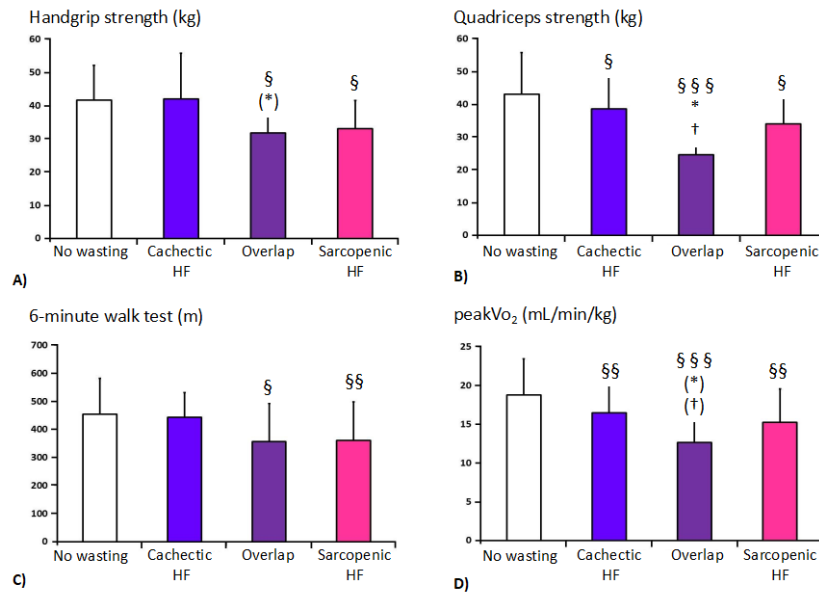 Handgrip strength (kg)
60
50
40
30
20
10
0
§
(*)
§
No wasting
Cachectic
HF
Overlap
Sarcopenic
HF
A)
Quadriceps strength (kg)
60
50
40
30
20
10
0
§
§ § §
*
†
§
No wasting
Cachectic
HF
Overlap
Sarcopenic
HF
B)
6-minute walk test (m)
700
600
500
400
300
200
100
0
§
§§
No wasting
Cachectic
HF
Overlap
Sarcopenic
HF
C)
peakVo₂ (mL/min/kg)
25
20
15
10
5
0
§§
§ § §
(*)
(†)
§§
No wasting
Cachectic
HF
Overlap
Sarcopenic
HF
D)